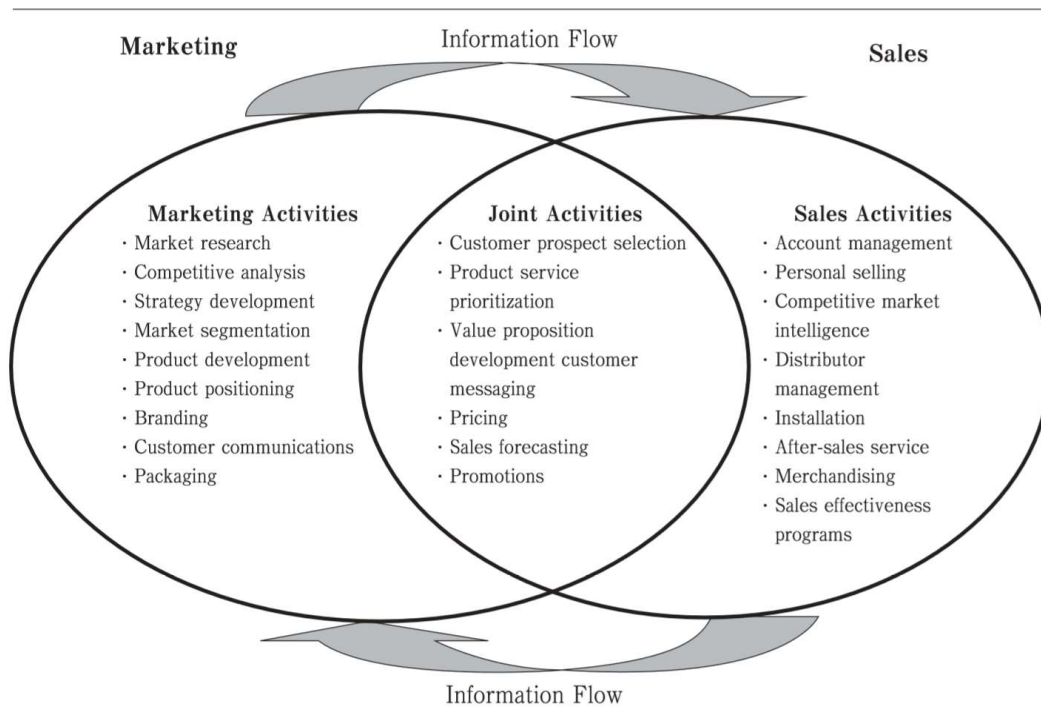 Information Flow
Marketing
Sales
Marketing Activities
· Market research
· Competitive analysis
· Strategy development
· Market segmentation
· Product development
· Product positioning
· Branding
· Customer communications
· Packaging
Joint Activities
· Customer prospect selection
· Product service
prioritization
· Value proposition
development customer
messaging
· Pricing
· Sales forecasting
· Promotions
Sales Activities
· Account management
· Personal selling
· Competitive market
intelligence
· Distributor
management
· Installation
· After-sales service
· Merchandising
· Sales effectiveness
programs
Information Flow